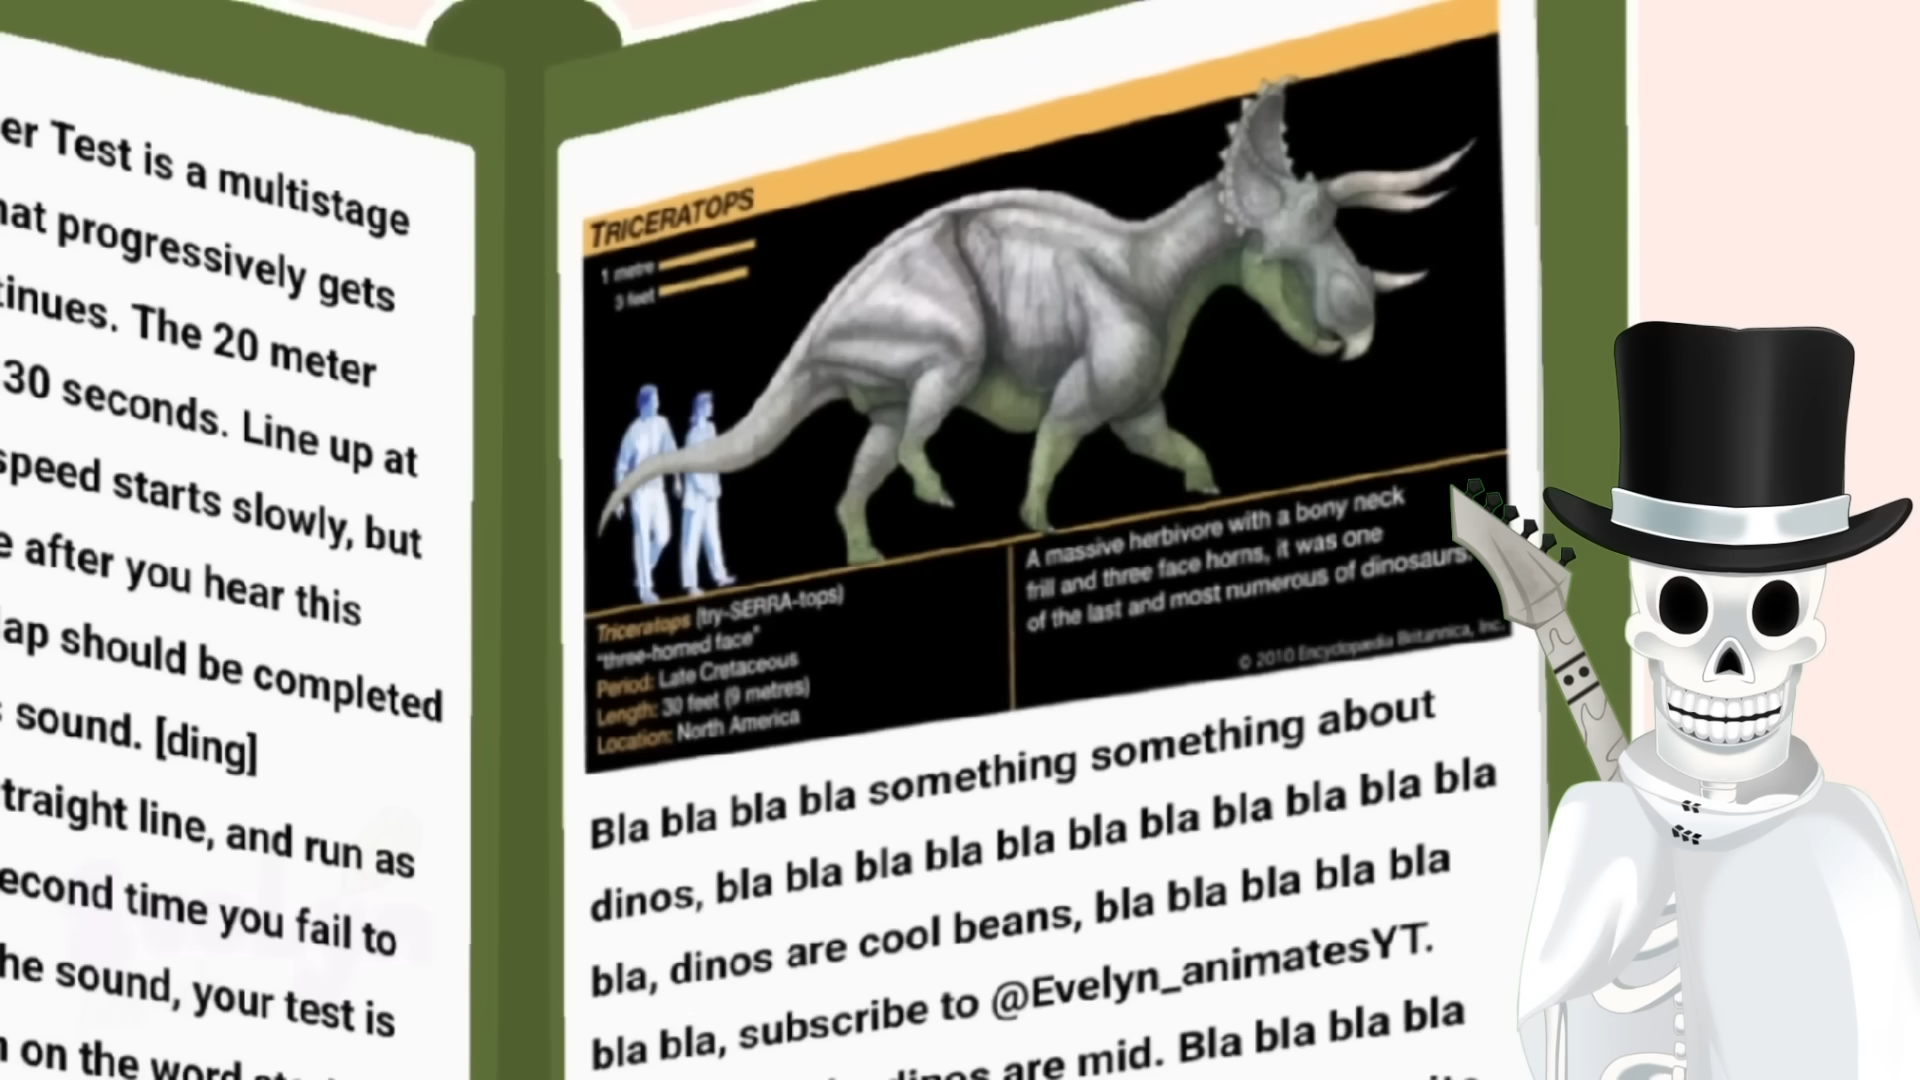 er Test is a multistage
hat progressively gets
tinues. The 20 meter
30 seconds. Line up at
speed starts slowly, but
e after you hear this
lap should be completed
s sound. [ding]
traight line, and run as
econd time you fail to
he sound, your test is
on the word
TRICERATOPS
1 metre
3 feet
Triceratops (try-SERRA-tops)
"three-horned face"
Period: Late Cretaceous
Length: 30 feet (9 metres)
Location: North America
A massive herbivore with a bony neck
frill and three face horns, it was one
of the last and most numerous of dinosaurs.
© 2010 Encyclopædia Britannica, Inc.
Bla bla bla bla something something about
dinos, bla bla bla bla bla bla bla bla bla bla bla
bla, dinos are cool beans, bla bla bla bla bla
bla bla, subscribe to @Evelyn_animatesYT.
dinos are mid. Bla bla bla bla